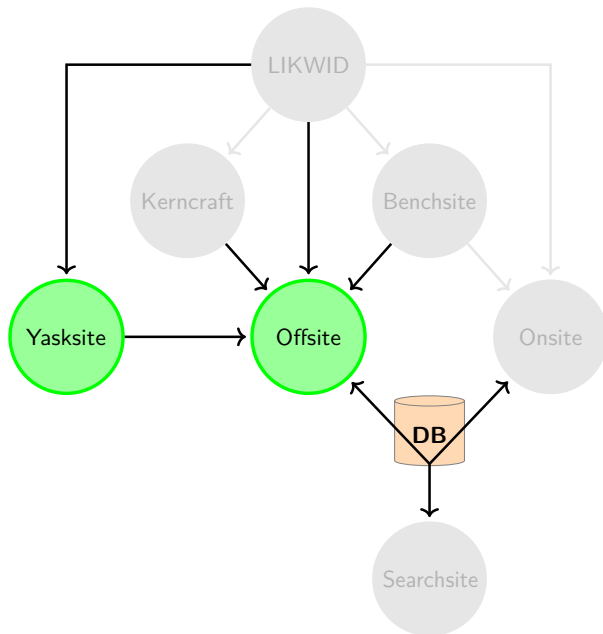 LIKWID
Kerncraft
Benchsite
Yasksite
Offsite
Onsite
DB
Searchsite